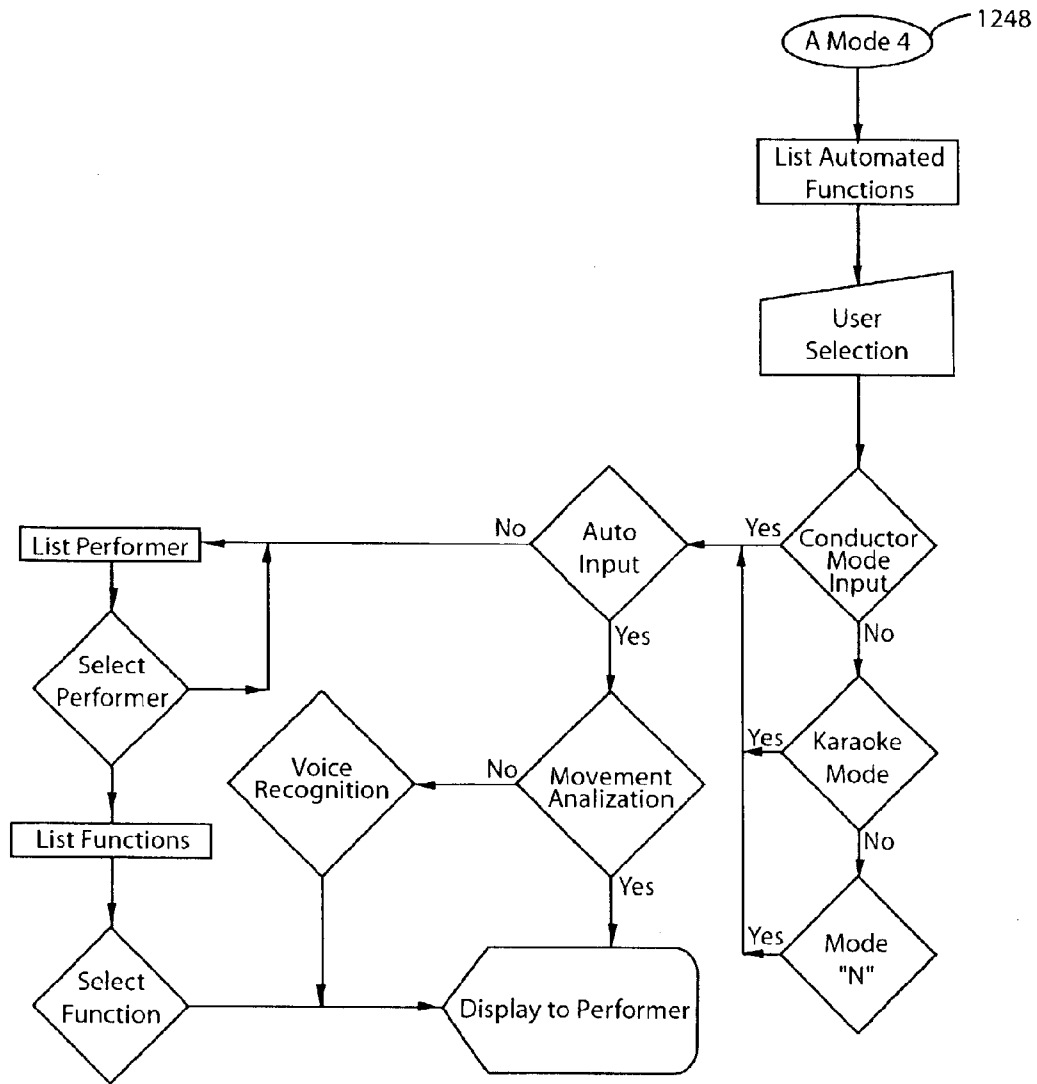 1248
A Mode 4
List Automated
Functions
User
Selection
Conductor
Mode
Input
Yes
No
Auto
Input
No
Yes
List Performer
Select
Performer
List Functions
Select
Function
Voice
Recognition
No
Movement
Analization
Yes
Yes
Karaoke
Mode
No
Yes
Mode
"N"
Display to Performer